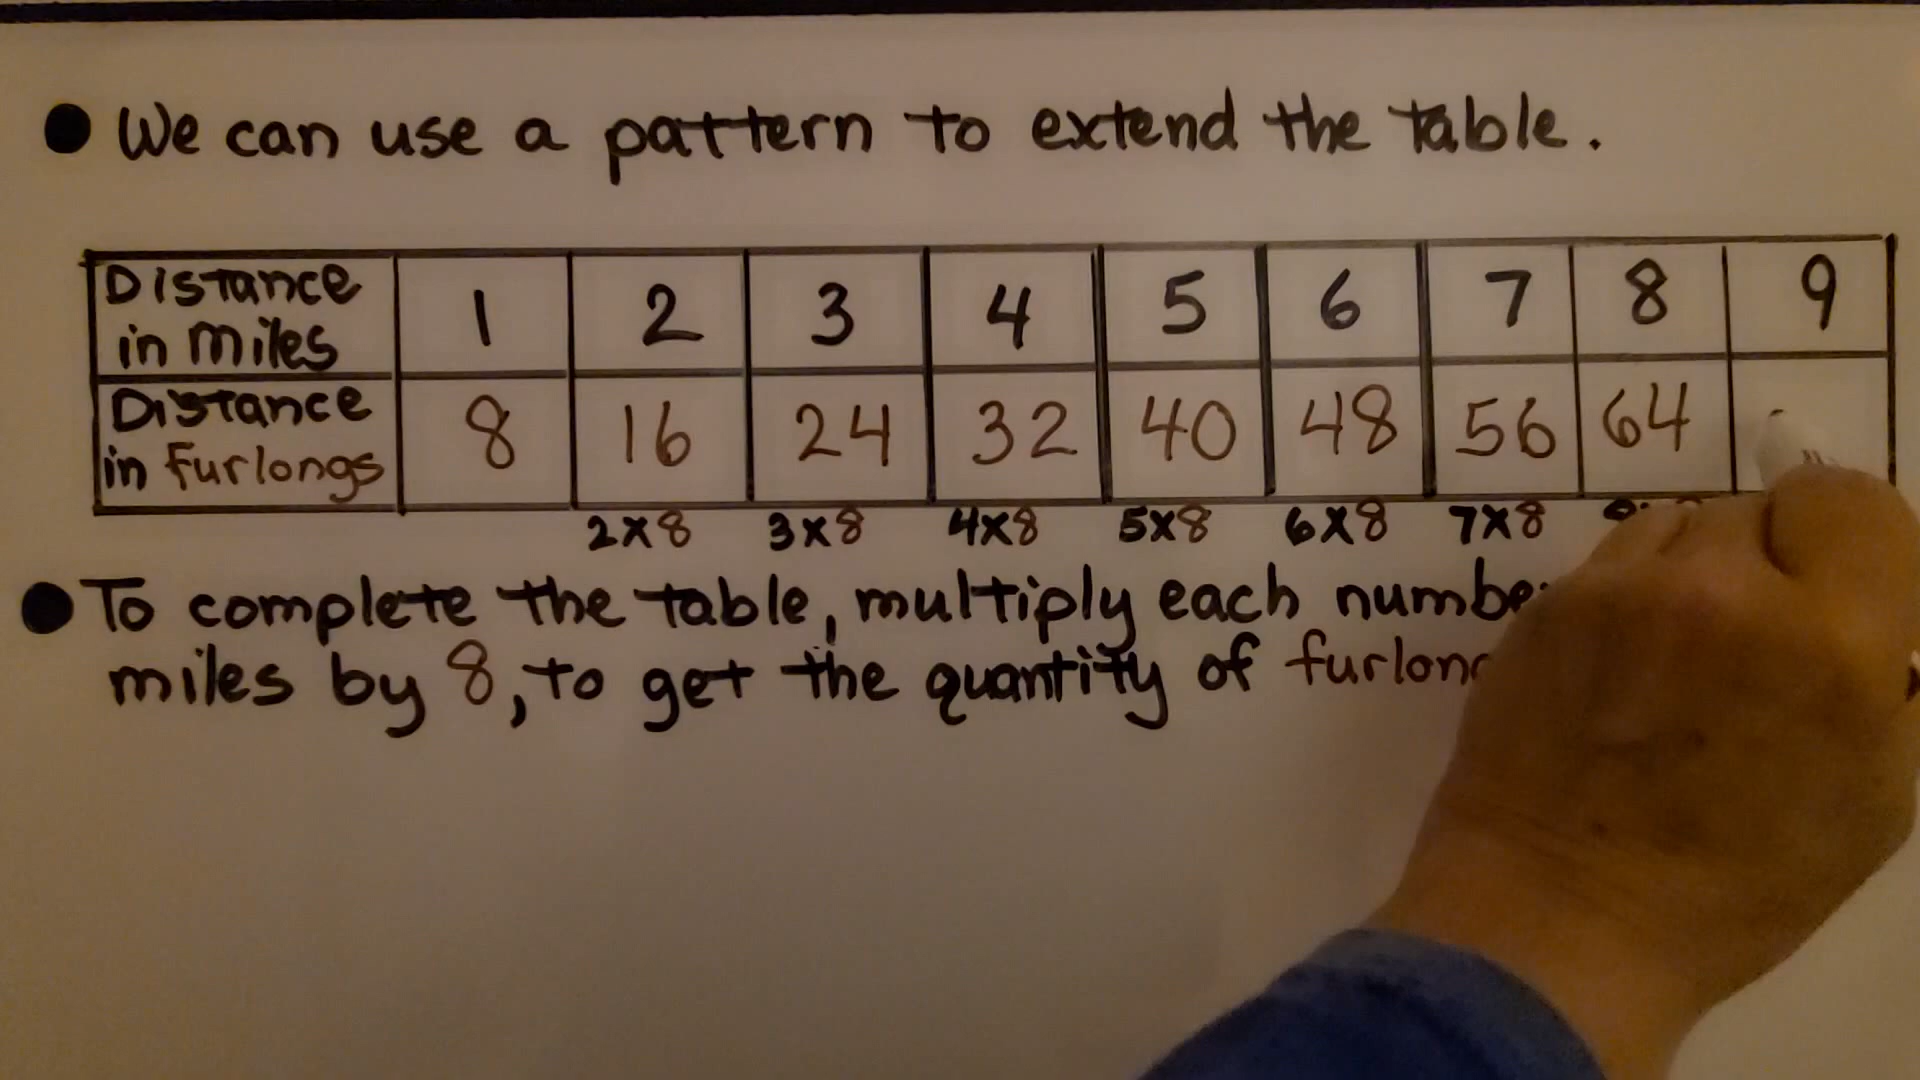 We can use a pattern to extend the table.
Distance in miles 1 2 3 4 5 6 7 8 9
Distance in furlongs 8 16 24 32 40 48 56 64
2x8 3x8 4x8 5x8 6x8 7x8
To complete the table, multiply each
miles by 8, to get the quantity of